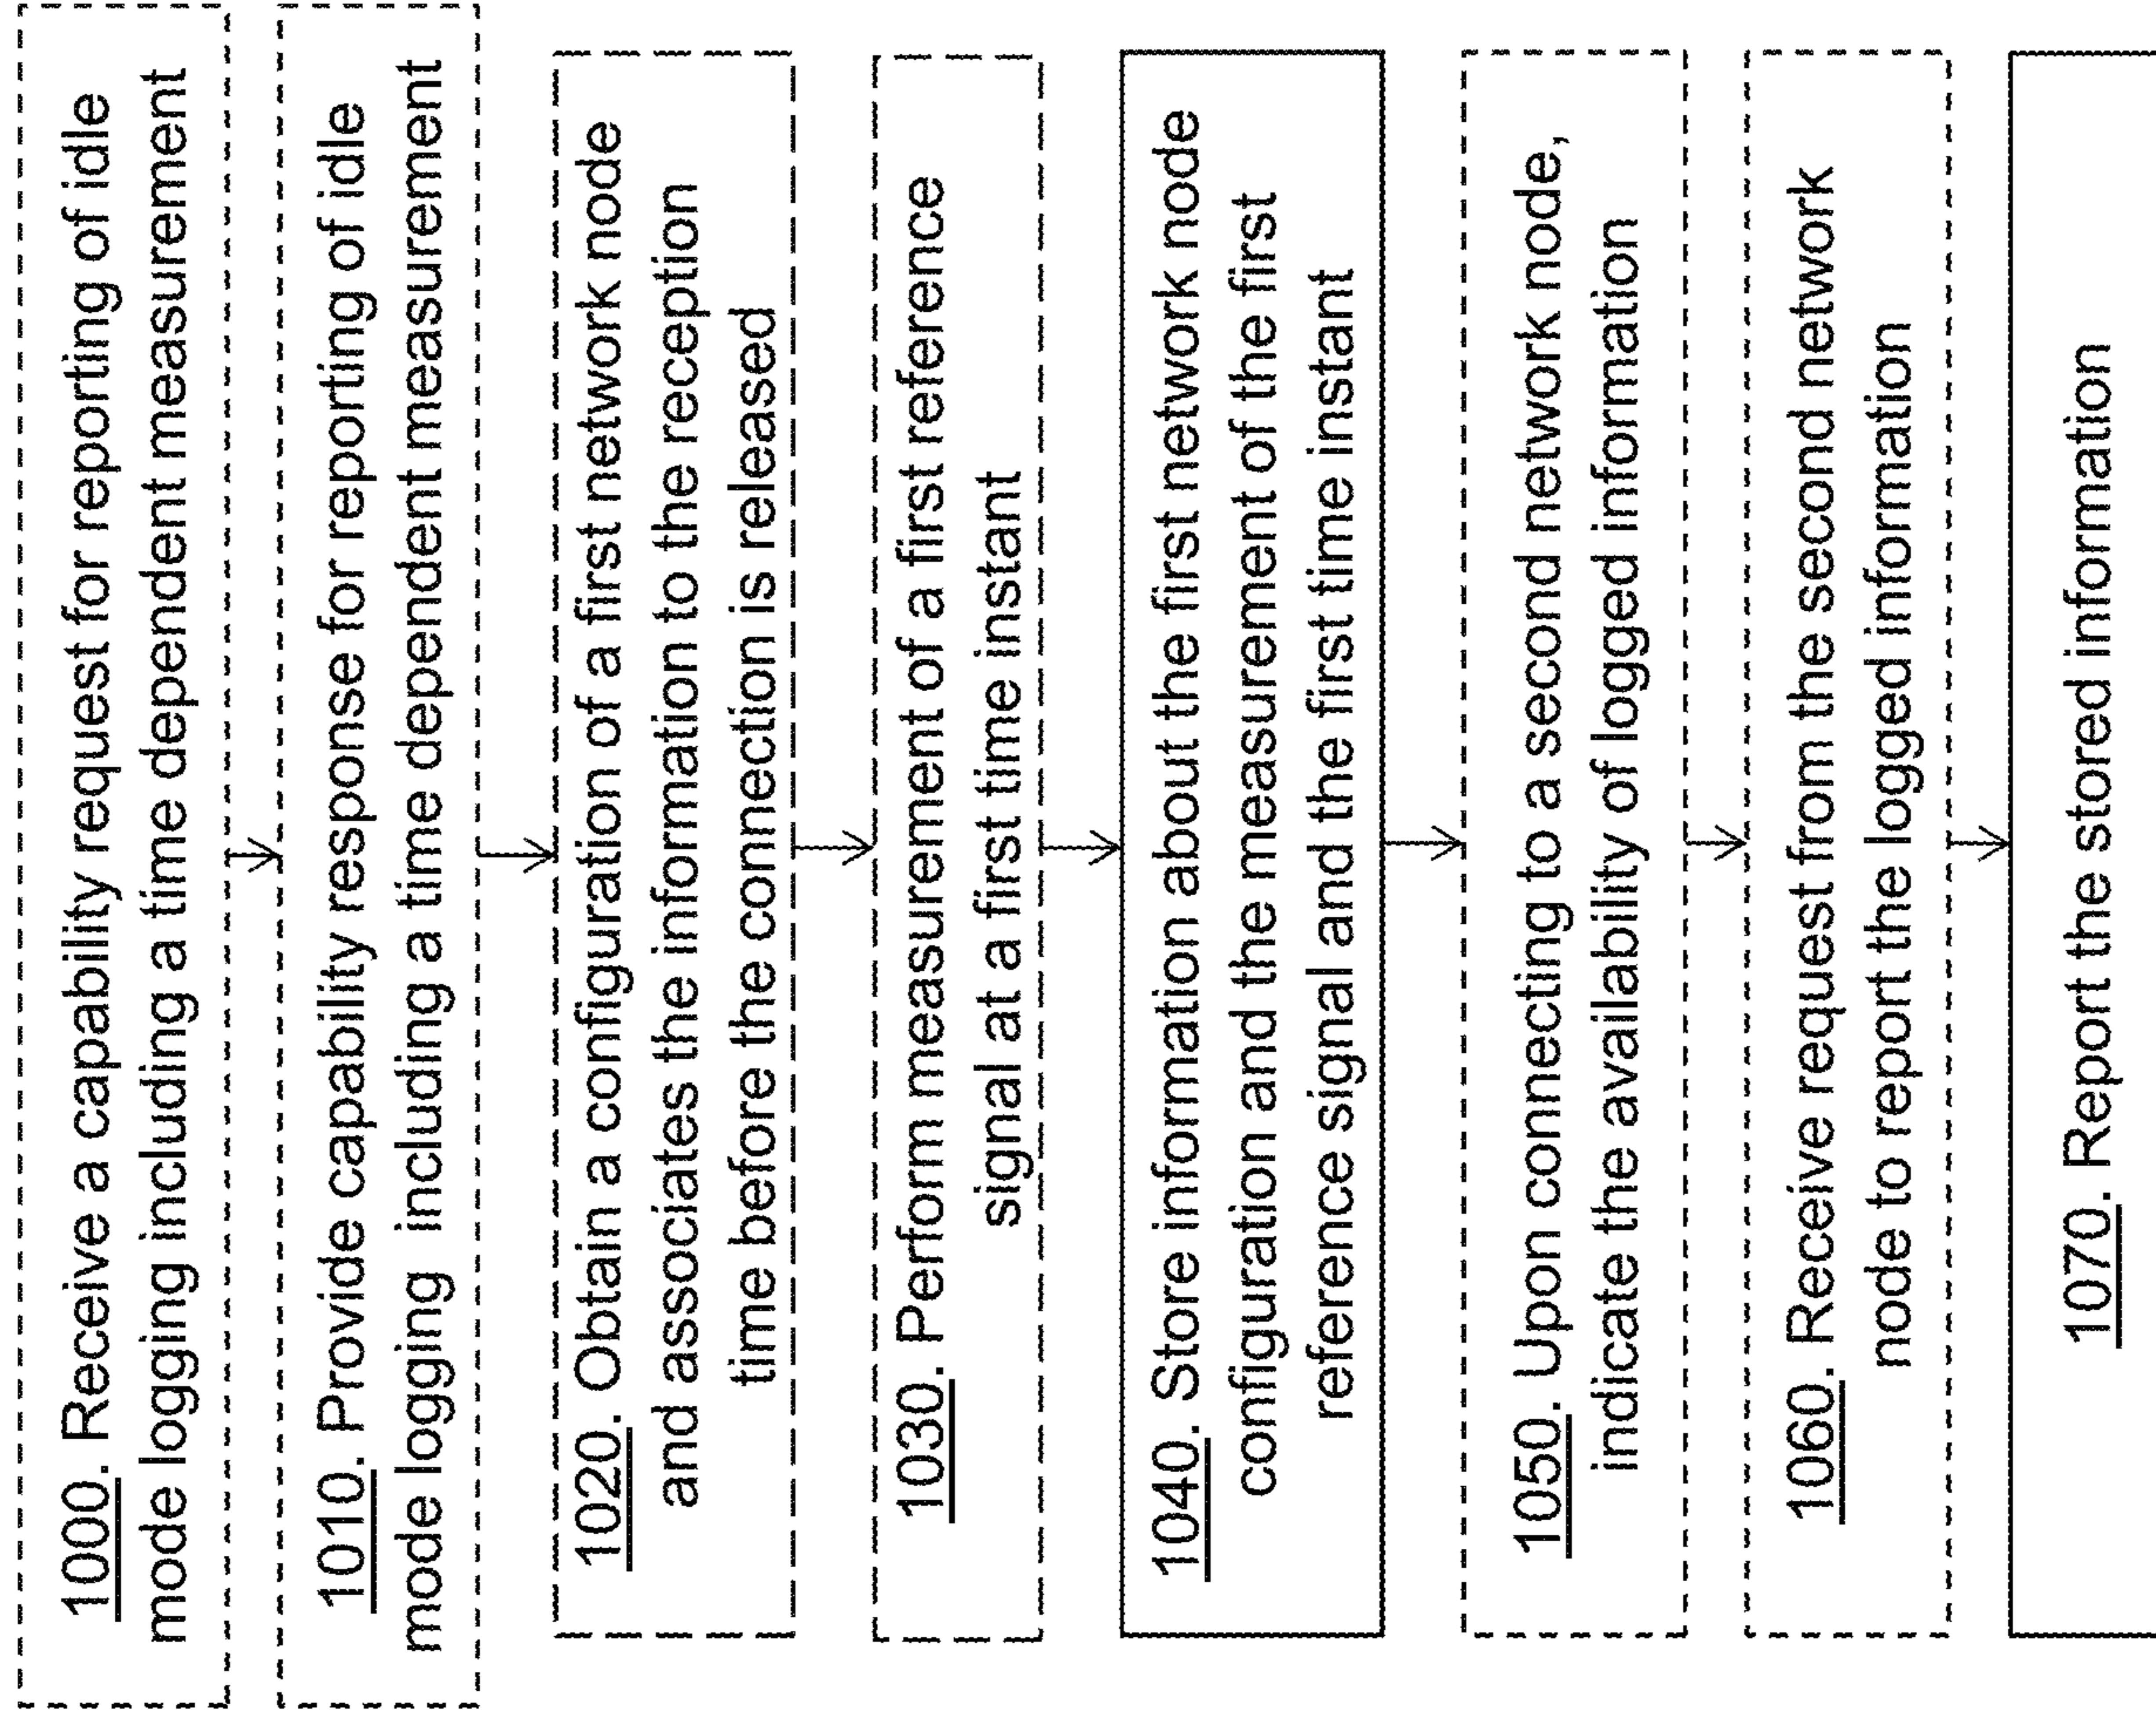 1000. Receive a capability request for reporting of idle
mode logging including a time dependent measurement
1010. Provide capability response for reporting of idle
mode logging including a time dependent measurement
1020. Obtain a configuration of a first network node
and associates the information to the reception
time before the connection is released
1030. Perform measurement of a first reference
signal at a first time instant
1040. Store information about the first network node
configuration and the measurement of the first
reference signal and the first time instant
1050. Upon connecting to a second network node,
indicate the availability of logged information
1060. Receive request from the second network
node to report the logged information
1070. Report the stored information